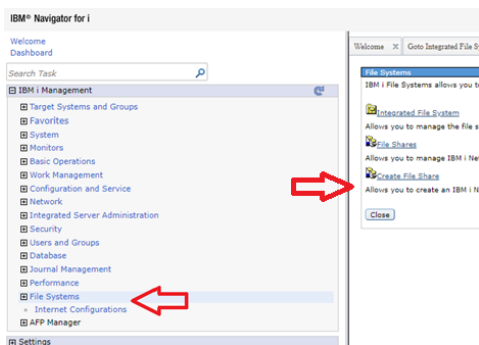 IBM® Navigator for i
Welcome
Dashboard
Search Task
IBM i Management
Target Systems and Groups
Favorites
System
Monitors
Basic Operations
Work Management
Configuration and Service
Network
Integrated Server Administration
Security
Users and Groups
Database
Journal Management
Performance
File Systems
Internet Configurations
AFP Manager
Settings
Welcome X Goto Integrated File Sy
File Systems
IBM i File Systems allows you to
Integrated File System
Allows you to manage the file s
File Shares
Allows you to manage IBM i Net
Create File Share
Allows you to create an IBM i N
Close